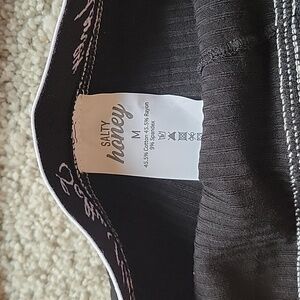 SALTY
honey
M
45.5% Cotton 45.5% Rayon
9% Spandex